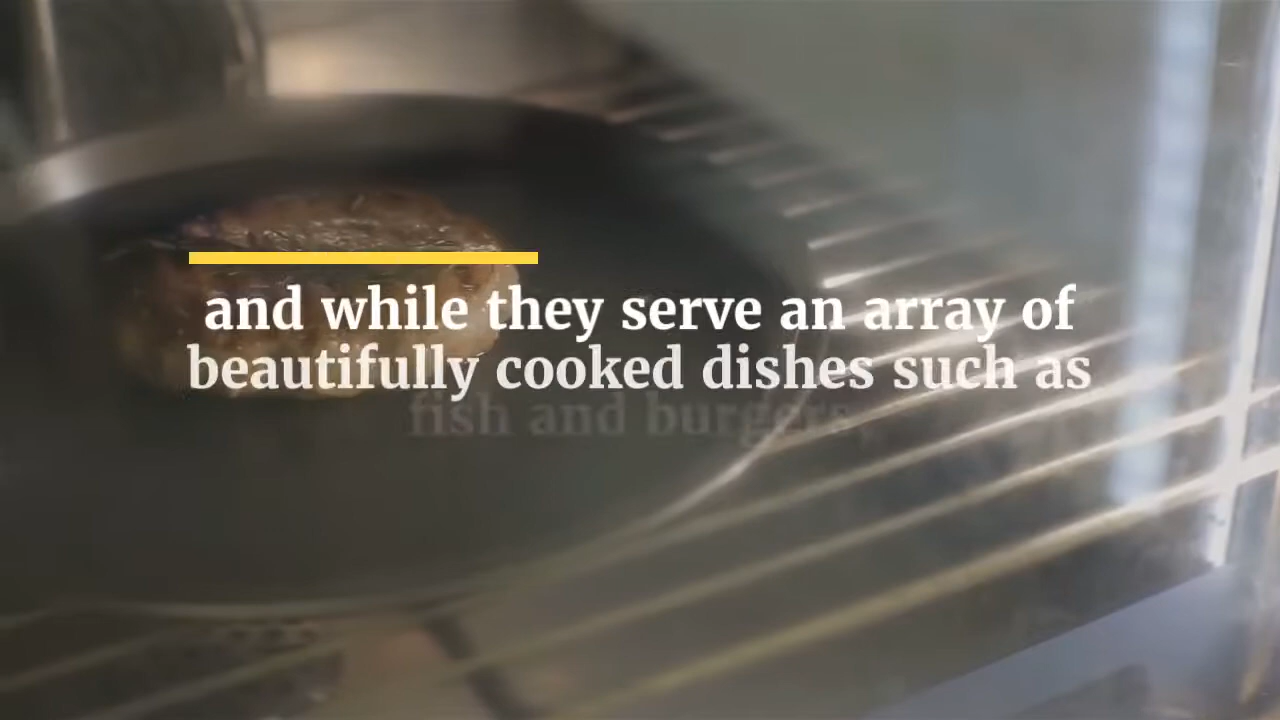 and while they serve an array of
beautifully cooked dishes such as
fish and burgers,